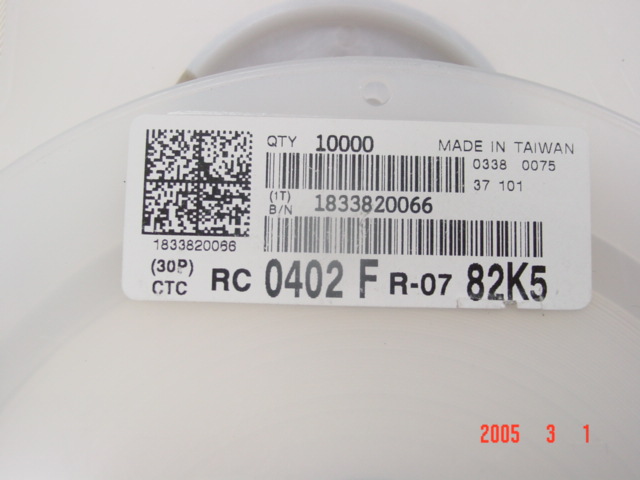 QTY 10000 MADE IN TAIWAN
0338 0075
37 101
(1T)
B/N 1833820066
1833820066
(30P)
CTC RC 0402 F R-07 82K5
2005 3 1